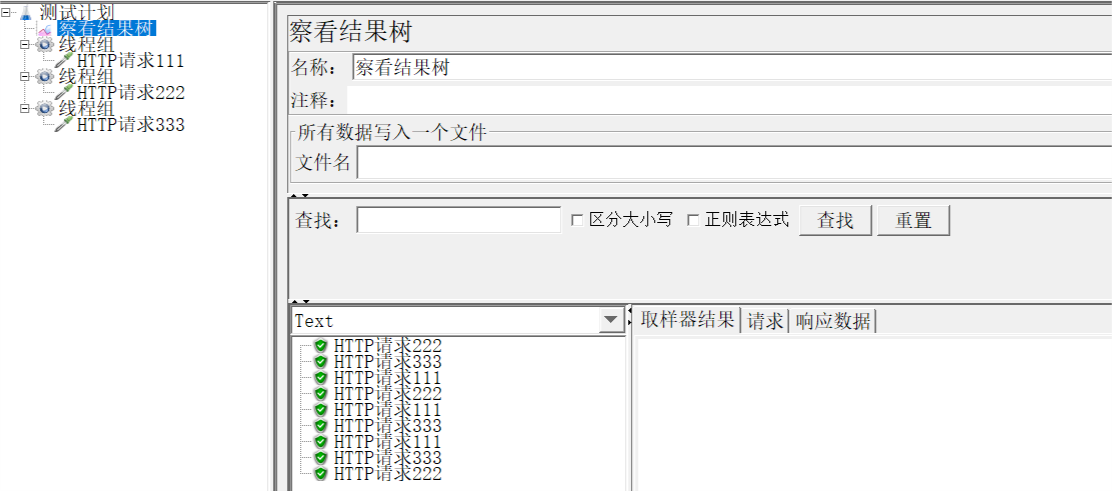 测试计划
察看结果树
线程组
HTTP请求111
线程组
HTTP请求222
线程组
HTTP请求333
察看结果树
名称： 察看结果树
注释：
所有数据写入一个文件
文件名
查找： 区分大小写 正则表达式 查找 重置
Text
取样器结果 请求 响应数据
HTTP请求222
HTTP请求333
HTTP请求111
HTTP请求222
HTTP请求111
HTTP请求333
HTTP请求111
HTTP请求333
HTTP请求222